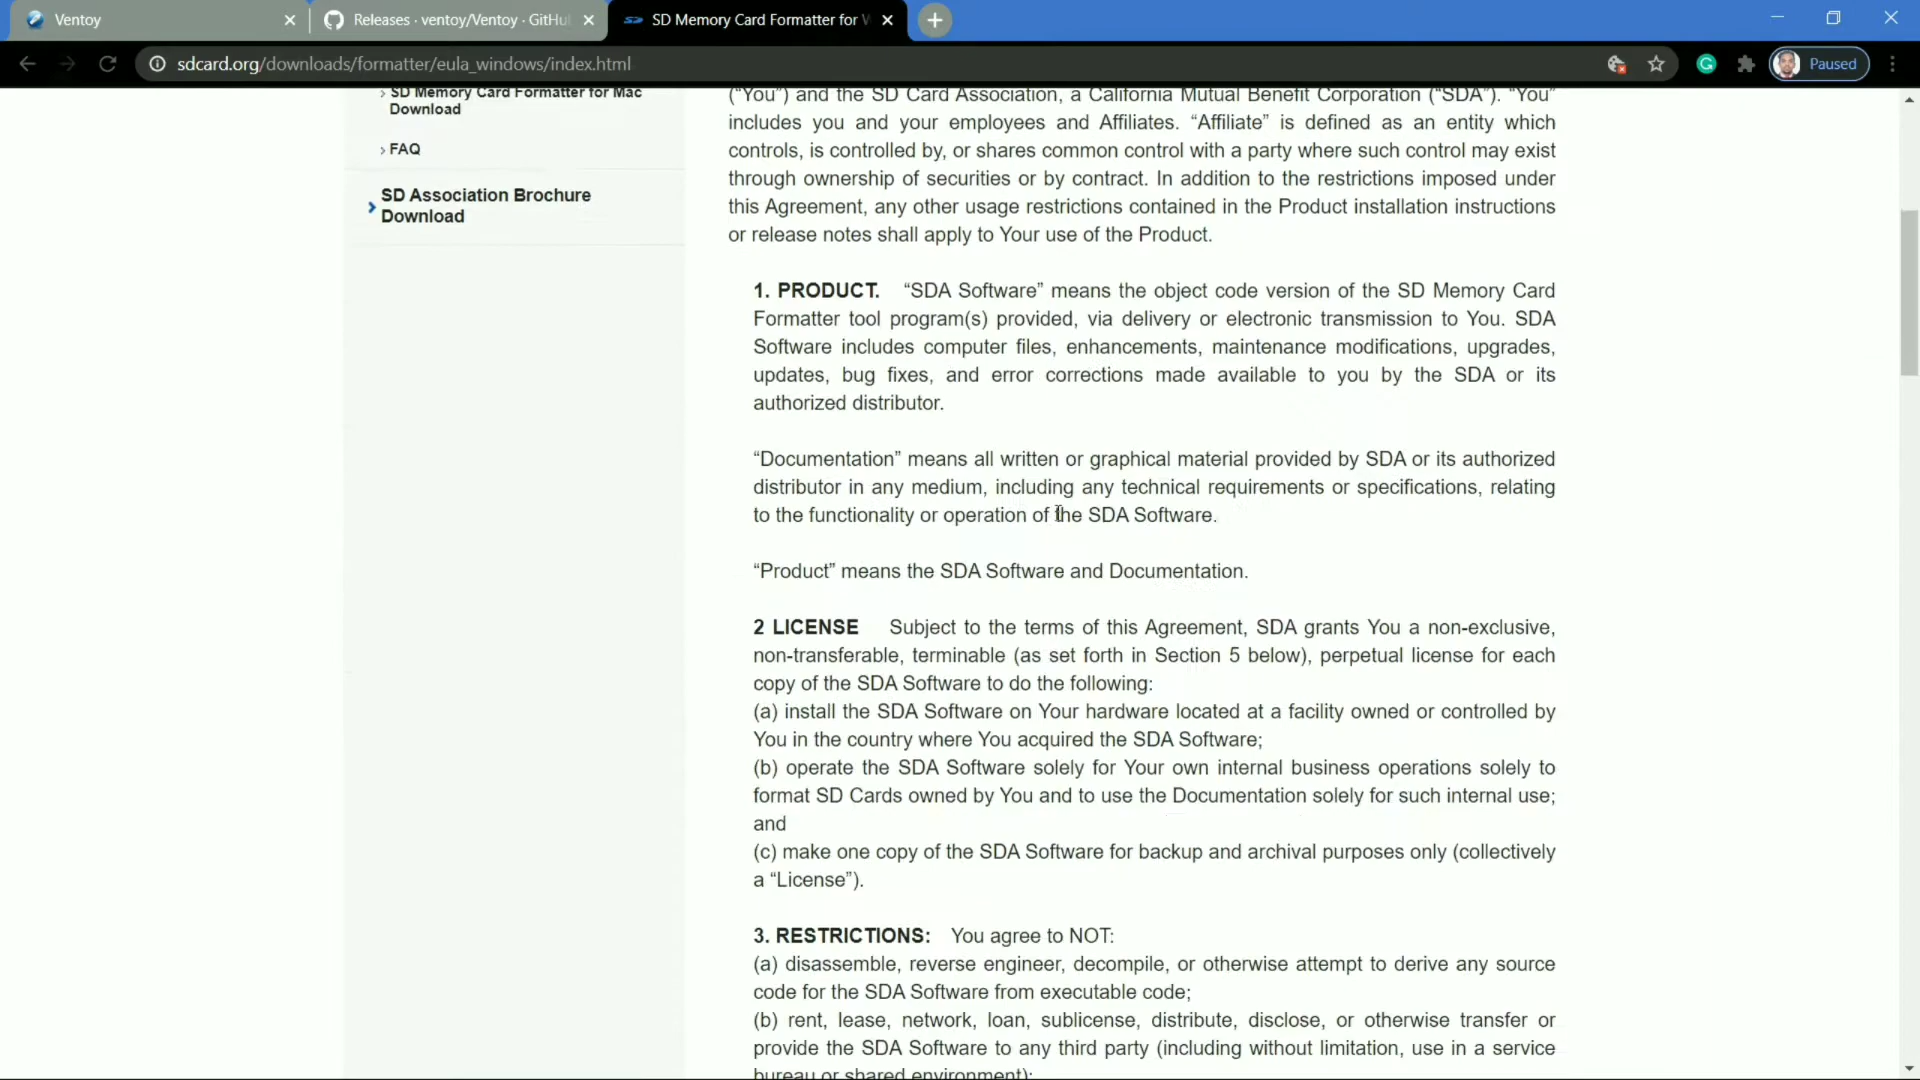 Ventoy
Releases · ventoy/Ventoy · GitHu
SD Memory Card Formatter for W
sdcard.org/downloads/formatter/eula_windows/index.html
Paused
SD Memory Card Formatter for Mac
Download
FAQ
SD Association Brochure
Download
(“You”) and the SD Card Association, a California Mutual Benefit Corporation (“SDA”). “You”
includes you and your employees and Affiliates. “Affiliate” is defined as an entity which
controls, is controlled by, or shares common control with a party where such control may exist
through ownership of securities or by contract. In addition to the restrictions imposed under
this Agreement, any other usage restrictions contained in the Product installation instructions
or release notes shall apply to Your use of the Product.
1. PRODUCT. “SDA Software” means the object code version of the SD Memory Card
Formatter tool program(s) provided, via delivery or electronic transmission to You. SDA
Software includes computer files, enhancements, maintenance modifications, upgrades,
updates, bug fixes, and error corrections made available to you by the SDA or its
authorized distributor.
“Documentation” means all written or graphical material provided by SDA or its authorized
distributor in any medium, including any technical requirements or specifications, relating
to the functionality or operation of the SDA Software.
“Product” means the SDA Software and Documentation.
2 LICENSE Subject to the terms of this Agreement, SDA grants You a non-exclusive,
non-transferable, terminable (as set forth in Section 5 below), perpetual license for each
copy of the SDA Software to do the following:
(a) install the SDA Software on Your hardware located at a facility owned or controlled by
You in the country where You acquired the SDA Software;
(b) operate the SDA Software solely for Your own internal business operations solely to
format SD Cards owned by You and to use the Documentation solely for such internal use;
and
(c) make one copy of the SDA Software for backup and archival purposes only (collectively
a “License”).
3. RESTRICTIONS: You agree to NOT:
(a) disassemble, reverse engineer, decompile, or otherwise attempt to derive any source
code for the SDA Software from executable code;
(b) rent, lease, network, loan, sublicense, distribute, disclose, or otherwise transfer or
provide the SDA Software to any third party (including without limitation, use in a service
bureau or shared environment);